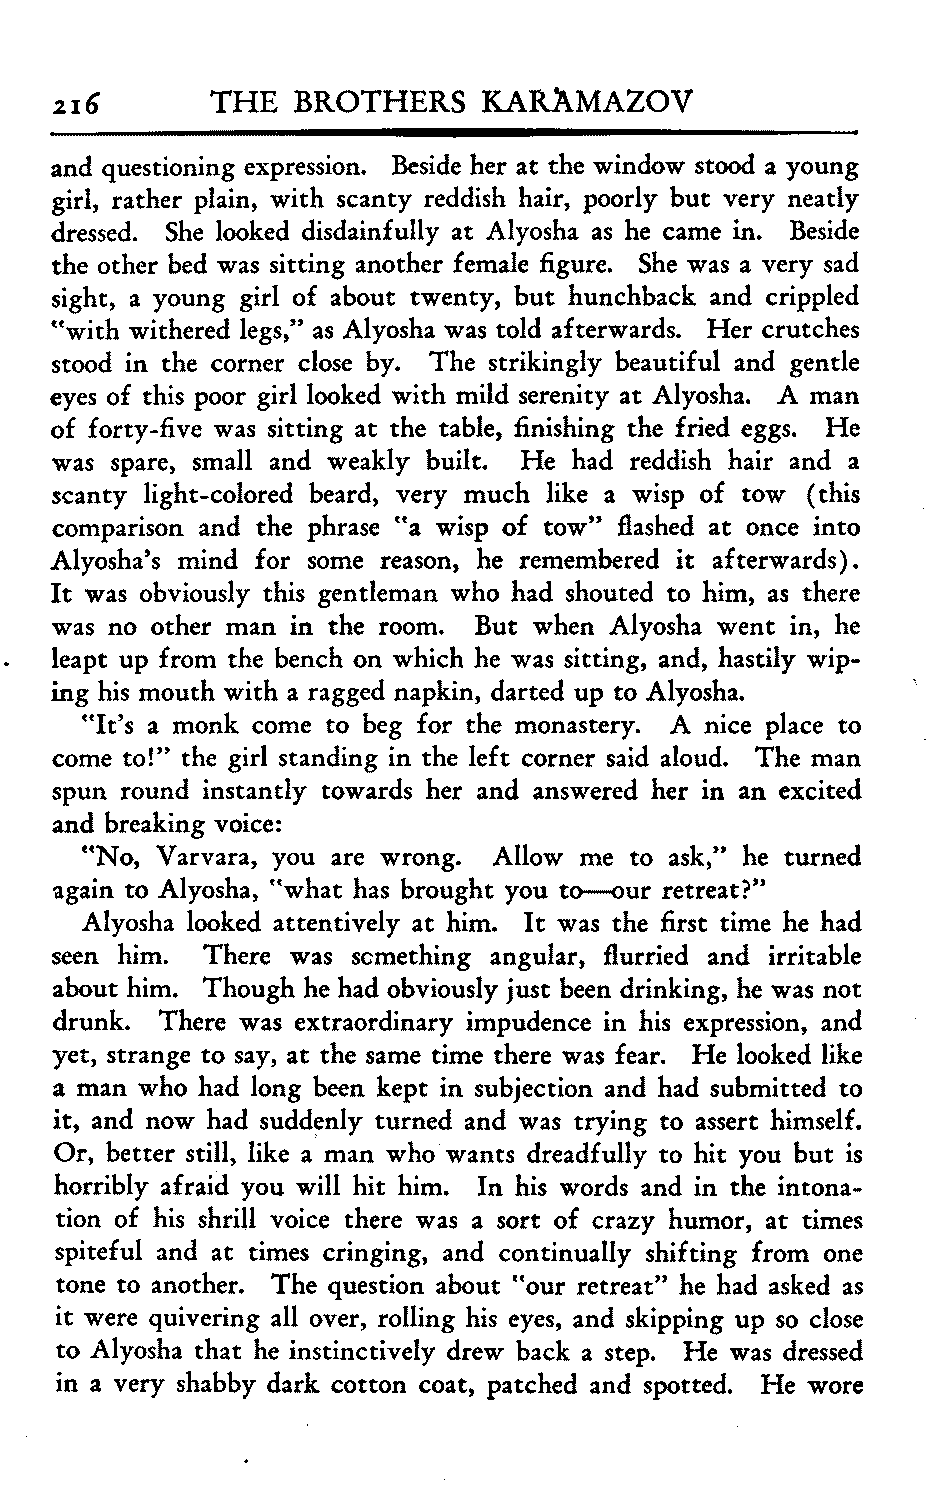 216 THE BROTHERS KARAMAZOV
and questioning expression. Beside her at the window stood a young
girl, rather plain, with scanty reddish hair, poorly but very neatly
dressed. She looked disdainfully at Alyosha as he came in. Beside
the other bed was sitting another female figure. She was a very sad
sight, a young girl of about twenty, but hunchback and crippled
"with withered legs," as Alyosha was told afterwards. Her crutches
stood in the corner close by. The strikingly beautiful and gentle
eyes of this poor girl looked with mild serenity at Alyosha. A man
of forty-five was sitting at the table, finishing the fried eggs. He
was spare, small and weakly built. He had reddish hair and a
scanty light-colored beard, very much like a wisp of tow (this
comparison and the phrase "a wisp of tow" flashed at once into
Alyosha's mind for some reason, he remembered it afterwards).
It was obviously this gentleman who had shouted to him, as there
was no other man in the room. But when Alyosha went in, he
leapt up from the bench on which he was sitting, and, hastily wip-
ing his mouth with a ragged napkin, darted up to Alyosha.
"It's a monk come to beg for the monastery. A nice place to
come to!" the girl standing in the left corner said aloud. The man
spun round instantly towards her and answered her in an excited
and breaking voice:
"No, Varvara, you are wrong. Allow me to ask," he turned
again to Alyosha, "what has brought you to——our retreat?"
Alyosha looked attentively at him. It was the first time he had
seen him. There was something angular, flurried and irritable
about him. Though he had obviously just been drinking, he was not
drunk. There was extraordinary impudence in his expression, and
yet, strange to say, at the same time there was fear. He looked like
a man who had long been kept in subjection and had submitted to
it, and now had suddenly turned and was trying to assert himself.
Or, better still, like a man who wants dreadfully to hit you but is
horribly afraid you will hit him. In his words and in the intona-
tion of his shrill voice there was a sort of crazy humor, at times
spiteful and at times cringing, and continually shifting from one
tone to another. The question about "our retreat" he had asked as
it were quivering all over, rolling his eyes, and skipping up so close
to Alyosha that he instinctively drew back a step. He was dressed
in a very shabby dark cotton coat, patched and spotted. He wore